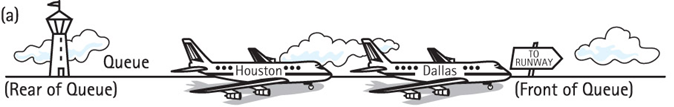 (a)
TO
RUNWAY
Queue
Houston
Dallas
(Rear of Queue)
(Front of Queue)